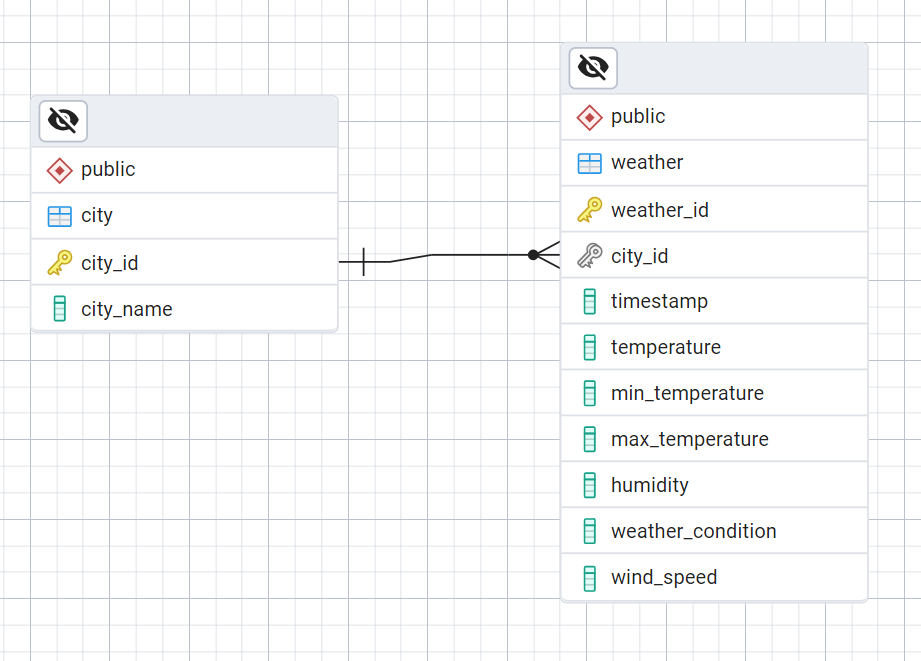 public
city
city_id
city_name
public
weather
weather_id
city_id
timestamp
temperature
min_temperature
max_temperature
humidity
weather_condition
wind_speed